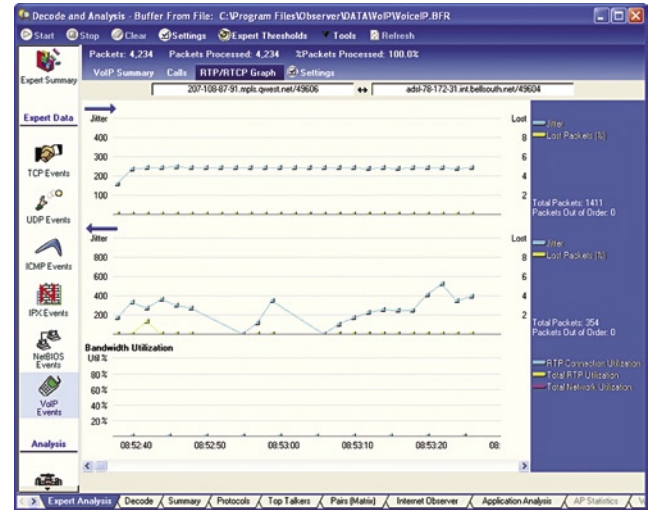 Decode and Analysis - Buffer From File: C:\Program Files\Observer\DATA\VoIP\VoiceIP.BFR
Start Stop Clear Settings Expert Thresholds Tools Refresh
Expert Summary
Packets: 4,234 Packets Processed: 4,234 %Packets Processed: 100.0%
VoIP Summary Calls RTP/RTCP Graph Settings
207-108-87-91.mpls.qwest.net/49606 ↔ adsl-78-172-31.int.bellsouth.net/49604
Expert Data
TCP Events
UDP Events
ICMP Events
IPX Events
NetBIOS
Events
VoIP
Events
Analysis
Jitter Lost
400 8
300 6
200 4
100 2
Jitter
Lost Packets (%)
Total Packets: 1411
Packets Out of Order: 0
Jitter Lost
800 8
600 6
400 4
200 2
Jitter
Lost Packets (%)
Total Packets: 354
Packets Out of Order: 0
Bandwidth Utilization
80 %
60 %
40 %
20 %
RTP Connection Utilization
Total RTP Utilization
Total Network Utilization
08:52:40 08:52:50 08:53:00 08:53:10 08:53:20 08:
Expert Analysis Decode Summary Protocols Top Talkers Pairs (Matrix) Internet Observer Application Analysis AP Statistics